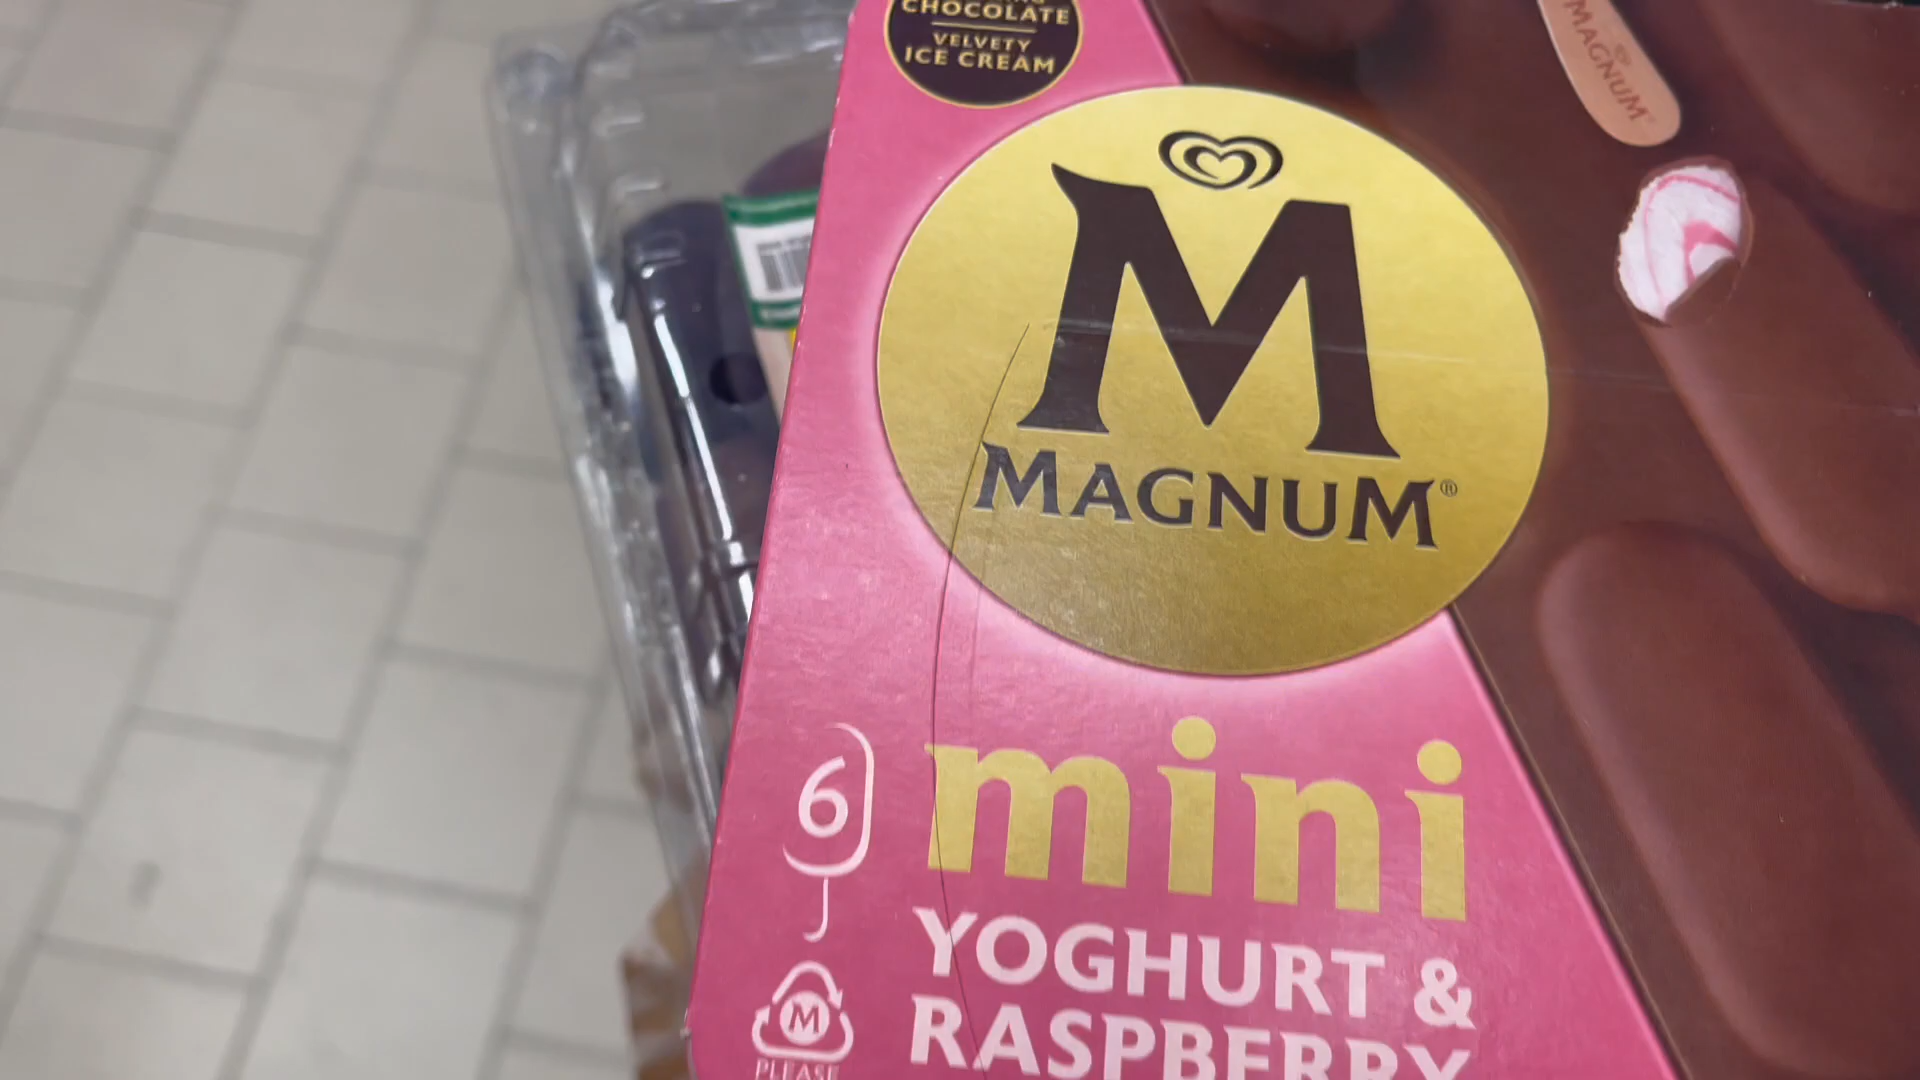 CHOCOLATE
VELVETY
ICE CREAM
MAGNUM
M
MAGNUM®
mini
6
YOGHURT &
RASPBERRY
M
PLEASE